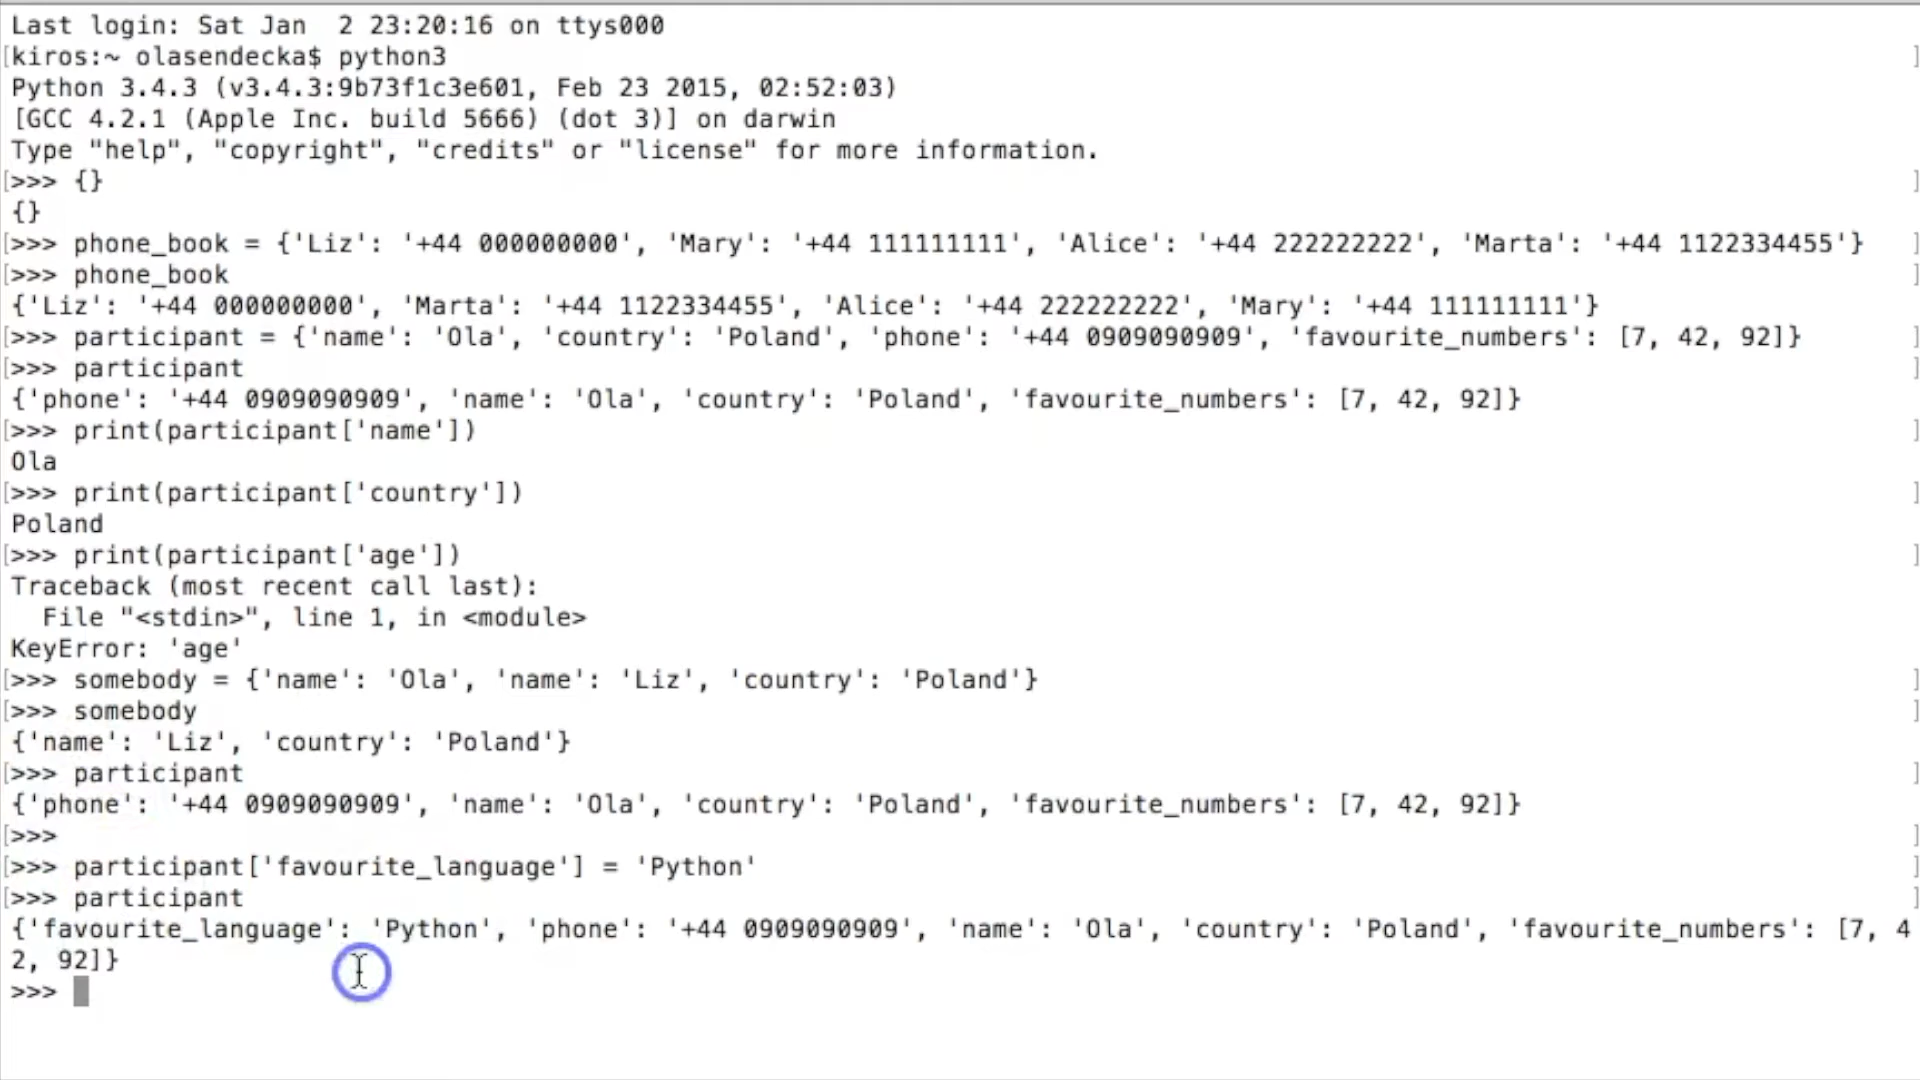 Last login: Sat Jan  2 23:20:16 on ttys000
[kiros:~ olasendecka$ python3 ]
Python 3.4.3 (v3.4.3:9b73f1c3e601, Feb 23 2015, 02:52:03)
[GCC 4.2.1 (Apple Inc. build 5666) (dot 3)] on darwin
Type "help", "copyright", "credits" or "license" for more information.
[>>> {} ]
{}
[>>> phone_book = {'Liz': '+44 000000000', 'Mary': '+44 111111111', 'Alice': '+44 222222222', 'Marta': '+44 1122334455'} ]
[>>> phone_book ]
{'Liz': '+44 000000000', 'Marta': '+44 1122334455', 'Alice': '+44 222222222', 'Mary': '+44 111111111'}
[>>> participant = {'name': 'Ola', 'country': 'Poland', 'phone': '+44 0909090909', 'favourite_numbers': [7, 42, 92]} ]
[>>> participant ]
{'phone': '+44 0909090909', 'name': 'Ola', 'country': 'Poland', 'favourite_numbers': [7, 42, 92]}
[>>> print(participant['name']) ]
Ola
[>>> print(participant['country']) ]
Poland
[>>> print(participant['age']) ]
Traceback (most recent call last):
  File "<stdin>", line 1, in <module>
KeyError: 'age'
[>>> somebody = {'name': 'Ola', 'name': 'Liz', 'country': 'Poland'} ]
[>>> somebody ]
{'name': 'Liz', 'country': 'Poland'}
[>>> participant ]
{'phone': '+44 0909090909', 'name': 'Ola', 'country': 'Poland', 'favourite_numbers': [7, 42, 92]}
[>>> ]
[>>> participant['favourite_language'] = 'Python' ]
[>>> participant ]
{'favourite_language': 'Python', 'phone': '+44 0909090909', 'name': 'Ola', 'country': 'Poland', 'favourite_numbers': [7, 4
2, 92]}
>>>